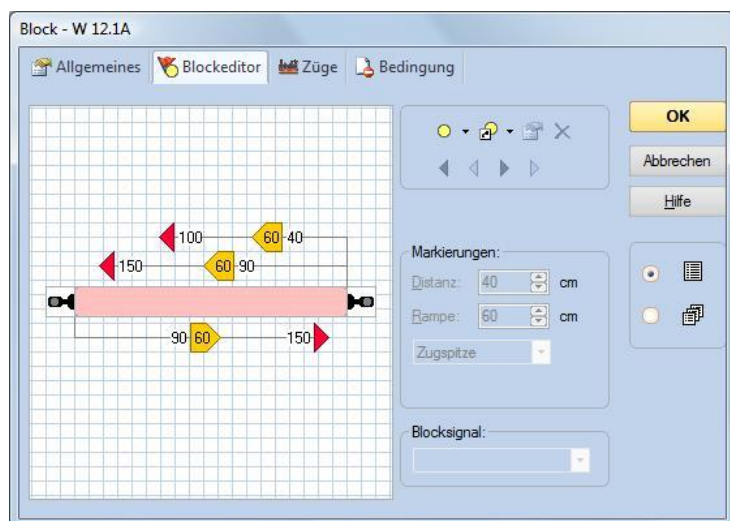 Block - W 12.1A
Allgemeines Blockeditor Züge Bedingung
OK
Abbrechen
Hilfe
100 60 40
150 60 90
90 60 150
Markierungen:
Distanz: 40 cm
Rampe: 60 cm
Zugspitze
Blocksignal: